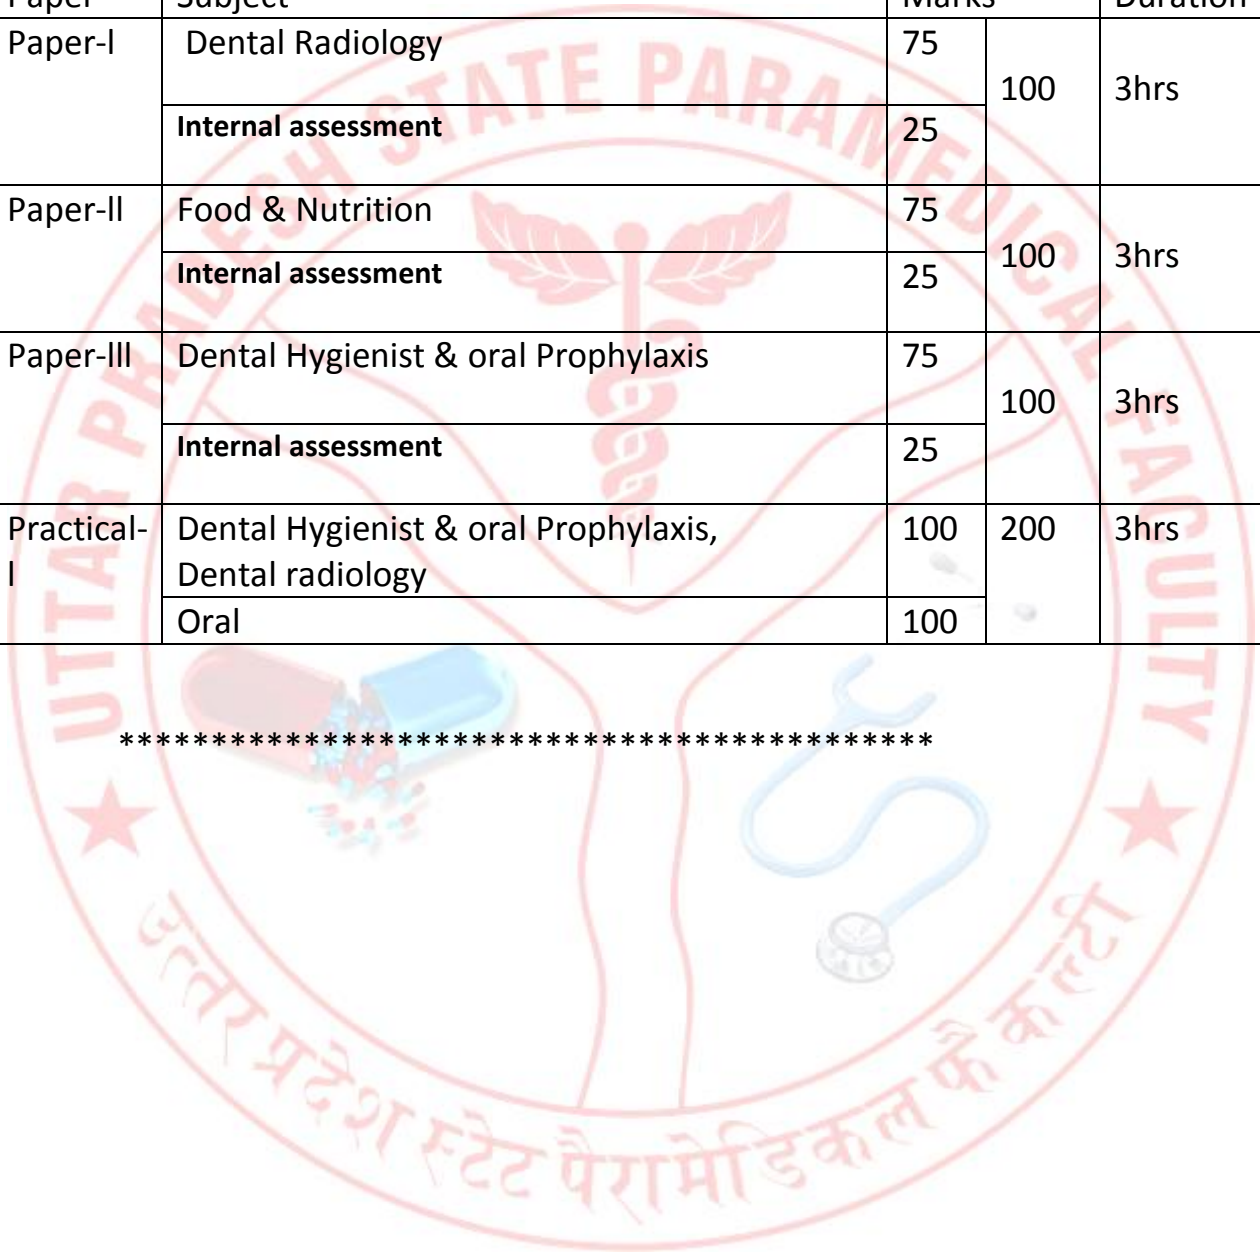 Paper Subject Marks Duration
Paper-I Dental Radiology 75 100 3hrs
Internal assessment 25
Paper-II Food & Nutrition 75 100 3hrs
Internal assessment 25
Paper-III Dental Hygienist & oral Prophylaxis 75 100 3hrs
Internal assessment 25
Practical- Dental Hygienist & oral Prophylaxis, 100 200 3hrs
I Dental radiology
Oral 100
********************************************
UTTAR PRADESH STATE PARAMEDICAL FACULTY
उत्तर प्रदेश स्टेट पैरामेडिकल फैकल्टी